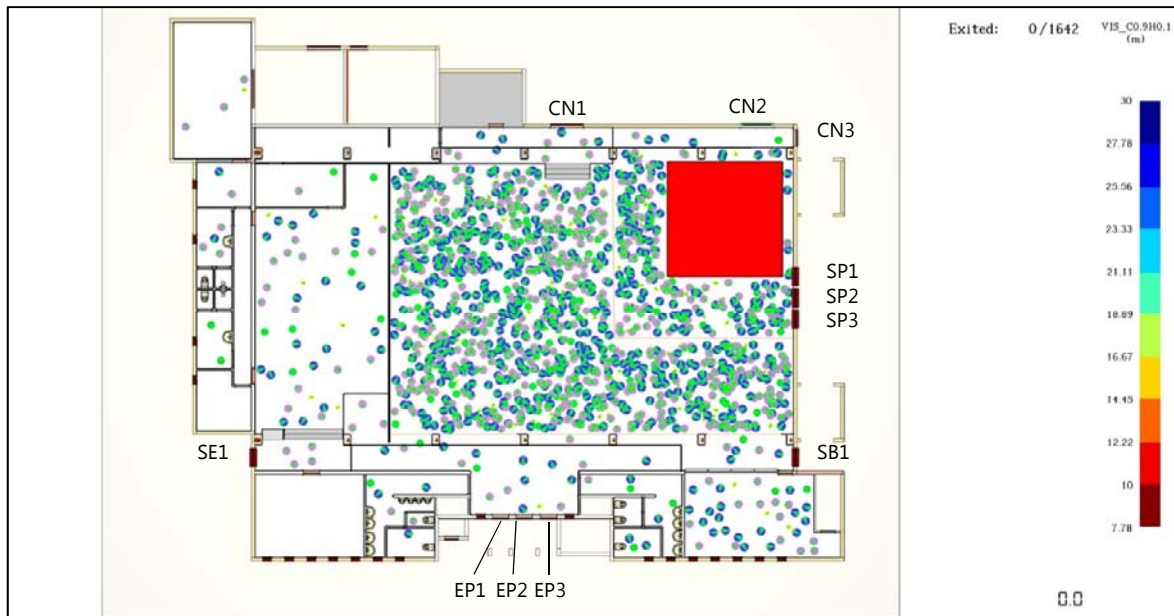 Exited: 0/1642
VIS_C0.9H0.1
(m)
CN1
CN2
CN3
30
27.78
25.56
23.33
21.11
18.89
16.67
14.45
12.22
10
7.78
SP1
SP2
SP3
SE1
SB1
EP1 EP2 EP3
0.0